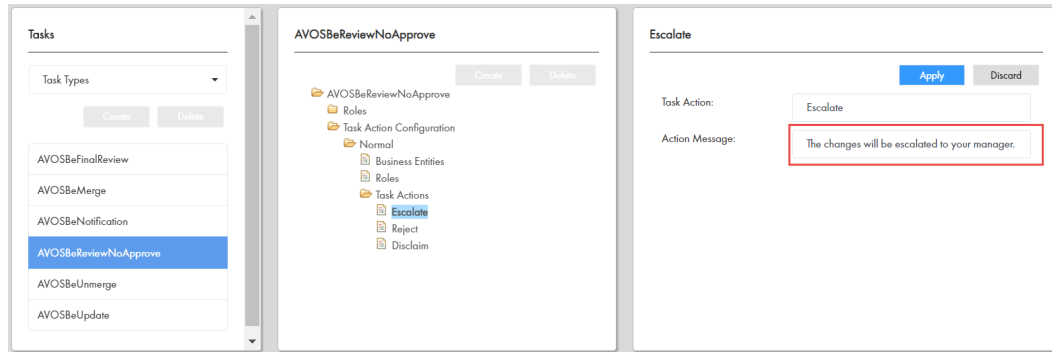 Tasks
Task Types
Create Delete
AVOSBeFinalReview
AVOSBeMerge
AVOSBeNotification
AVOSBeReviewNoApprove
AVOSBeUnmerge
AVOSBeUpdate
AVOSBeReviewNoApprove
Create Delete
AVOSBeReviewNoApprove
Roles
Task Action Configuration
Normal
Business Entities
Roles
Task Actions
Escalate
Reject
Disclaim
Escalate
Apply Discard
Task Action: Escalate
Action Message: The changes will be escalated to your manager.